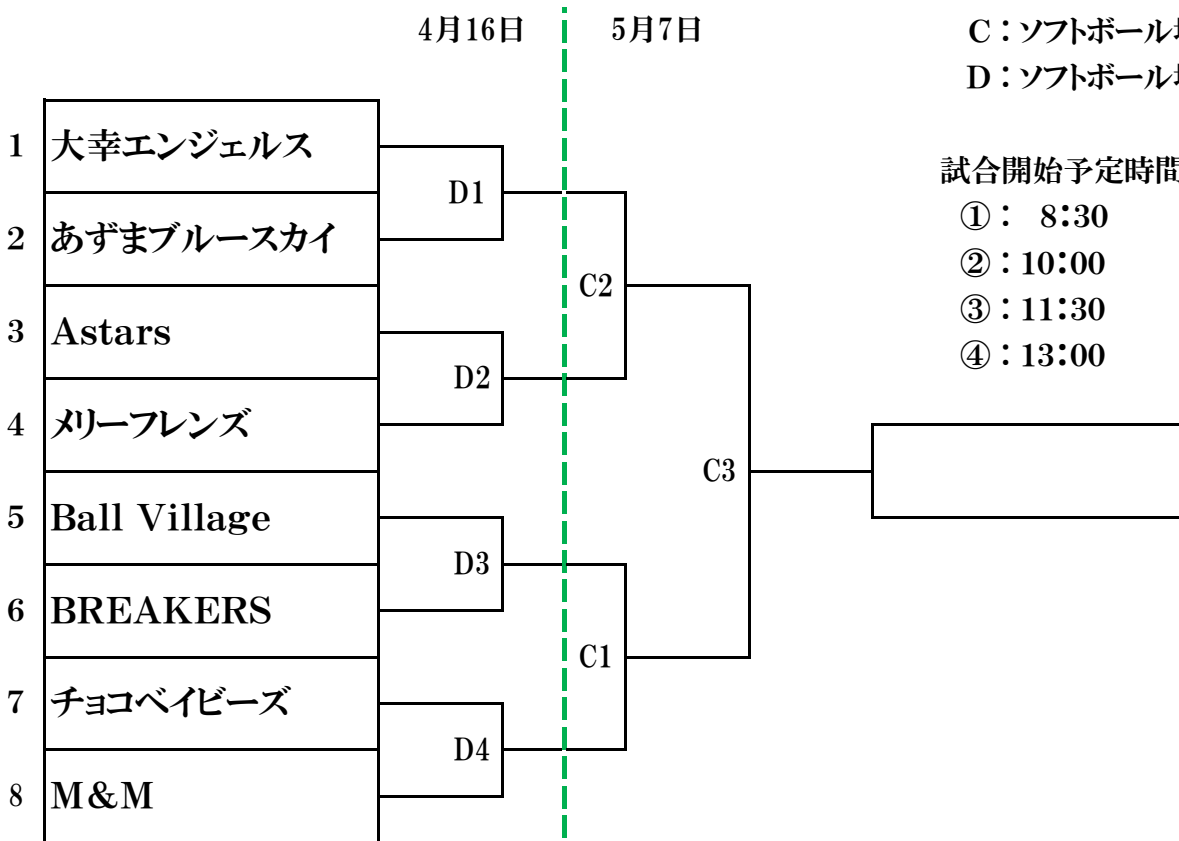 4月16日 5月7日
C：ソフトボール
D：ソフトボール
試合開始予定時間
①： 8:30
②：10:00
③：11:30
④：13:00
1 大幸エンジェルス
2 あずまブルースカイ
3 Astars
4 メリーフレンズ
5 Ball Village
6 BREAKERS
7 チョコベイビーズ
8 M&M
D1
D2
D3
D4
C2
C1
C3